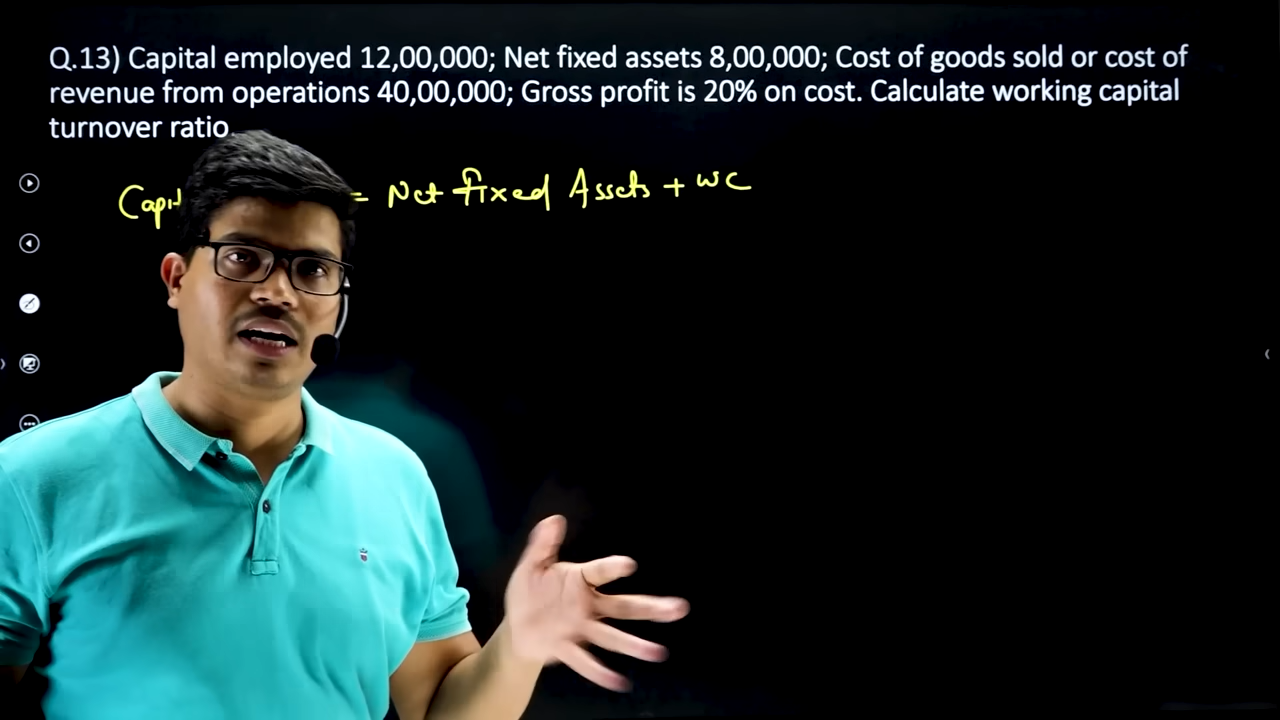 Q.13) Capital employed 12,00,000; Net fixed assets 8,00,000; Cost of goods sold or cost of
revenue from operations 40,00,000; Gross profit is 20% on cost. Calculate working capital
turnover ratio.
= Net Fixed Assets + WC